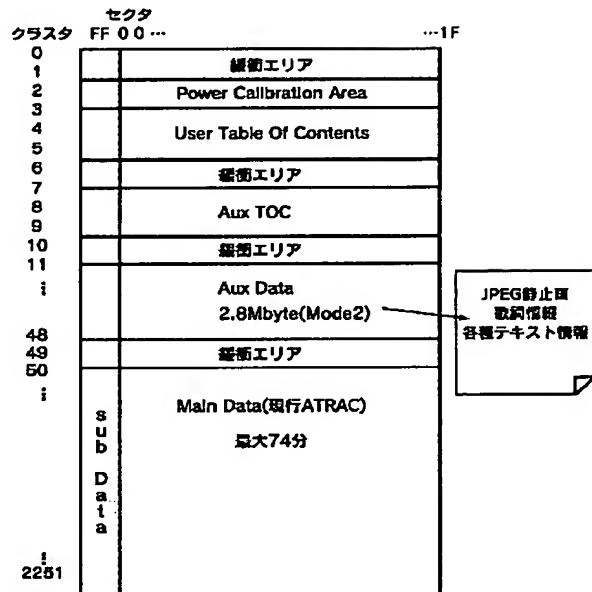 セクタ
クラスタ FF 0 0 … …1F
0
1
緩衝エリア
2
Power Calibration Area
3
4
User Table Of Contents
5
6
緩衝エリア
7
8
Aux TOC
9
10
緩衝エリア
11
⋮
Aux Data
2.8Mbyte(Mode2)
JPEG静止画
歌詞情報
各種テキスト情報
48
49
緩衝エリア
50
⋮
Main Data(現行ATRAC)
最大74分
sub Data
⋮
2251